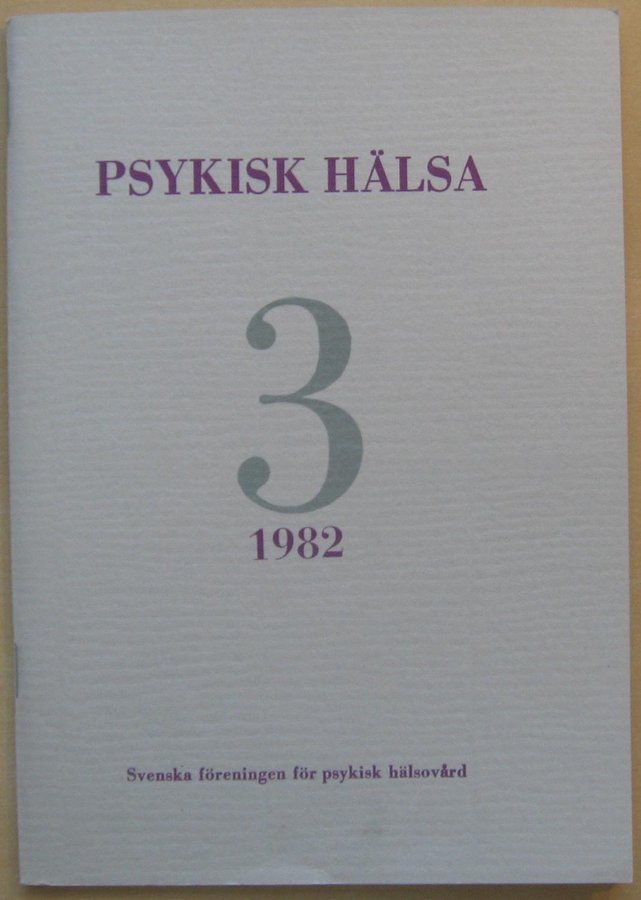 PSYKISK HÄLSA
3
1982
Svenska föreningen för psykisk hälsovård